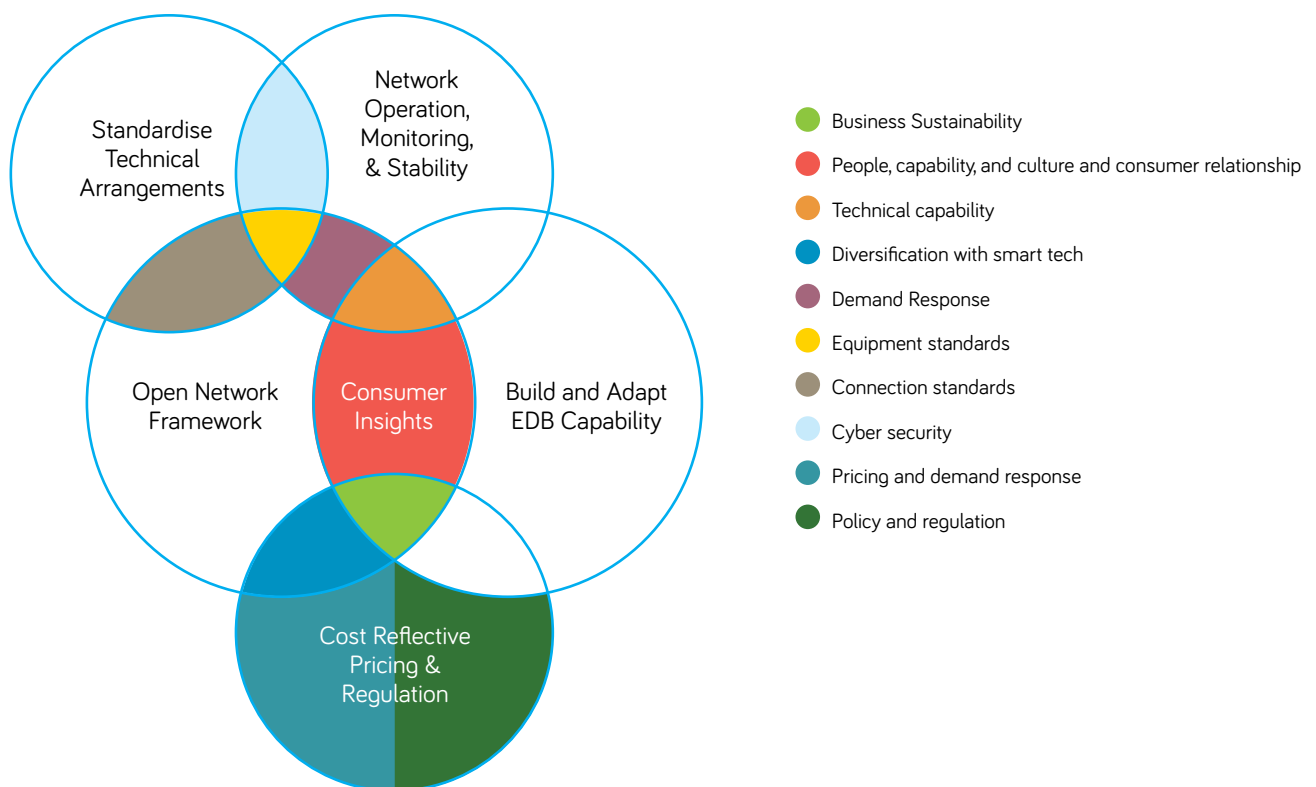 Standardise
Technical
Arrangements
Network
Operation,
Monitoring,
& Stability
Open Network
Framework
Consumer
Insights
Build and Adapt
EDB Capability
Cost Reflective
Pricing &
Regulation
Business Sustainability
People, capability, and culture and consumer relationship
Technical capability
Diversification with smart tech
Demand Response
Equipment standards
Connection standards
Cyber security
Pricing and demand response
Policy and regulation